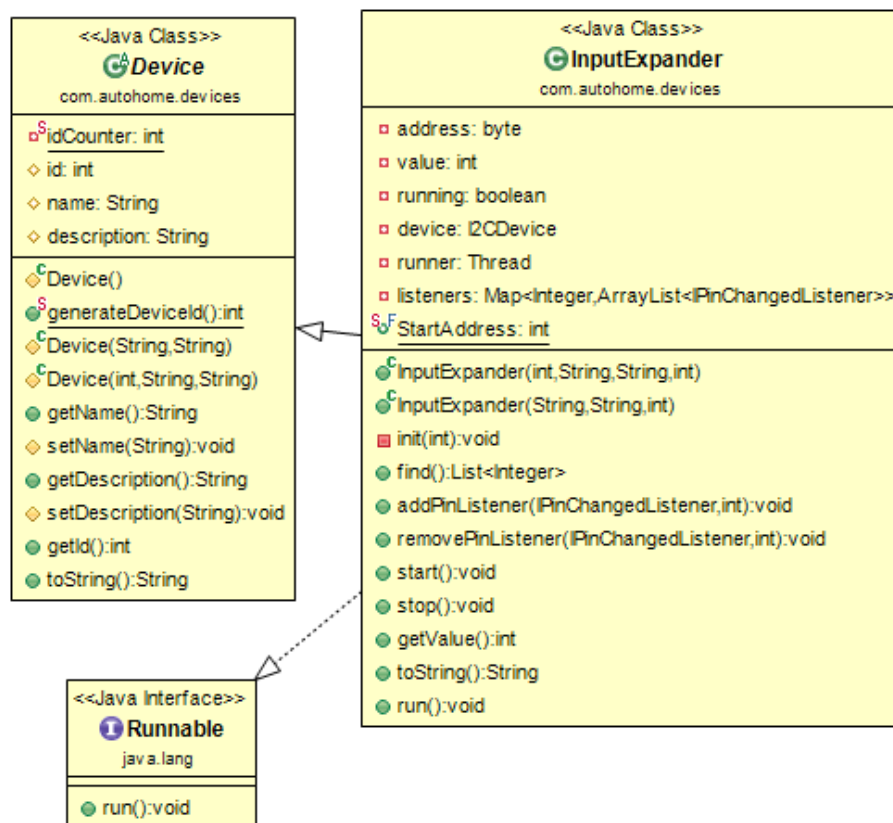 <<Java Class>>
Device
com.autohome.devices
idCounter: int
id: int
name: String
description: String
Device()
generateDeviceId():int
Device(String,String)
Device(int,String,String)
getName():String
setName(String):void
getDescription():String
setDescription(String):void
getId():int
toString():String
<<Java Class>>
InputExpander
com.autohome.devices
address: byte
value: int
running: boolean
device: I2CDevice
runner: Thread
listeners: Map<Integer,ArrayList<IPinChangedListener>>
StartAddress: int
InputExpander(int,String,String,int)
InputExpander(String,String,int)
init(int):void
find():List<Integer>
addPinListener(IPinChangedListener,int):void
removePinListener(IPinChangedListener,int):void
start():void
stop():void
getValue():int
toString():String
run():void
<<Java Interface>>
Runnable
java.lang
run():void